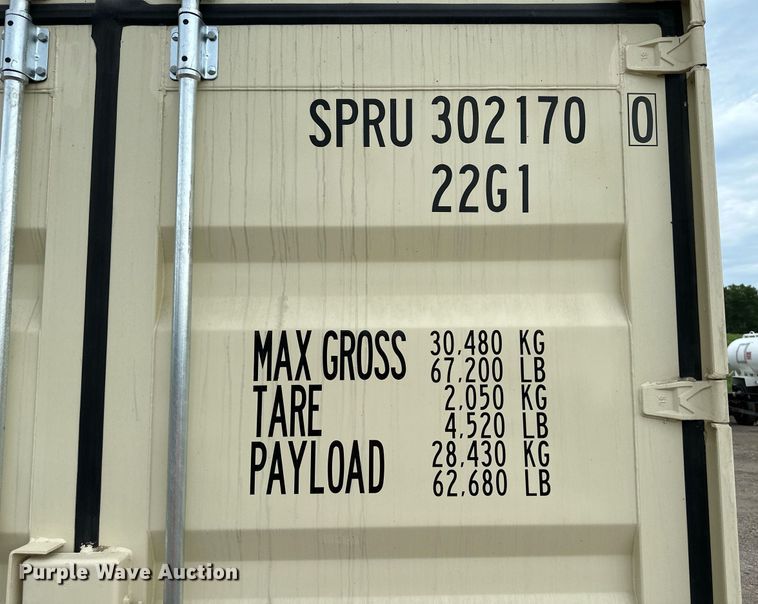 SPRU 302170 0
22G1
MAX GROSS 30,480 KG
67,200 LB
TARE 2,050 KG
4,520 LB
PAYLOAD 28,430 KG
62,680 LB
Purple Wave Auction